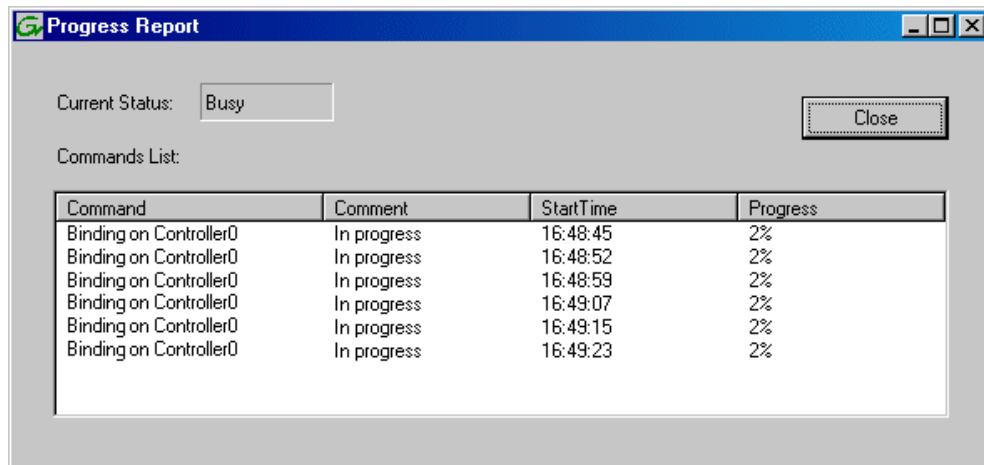 Progress Report
Current Status: Busy
Close
Commands List:
Command Comment StartTime Progress
Binding on Controller0 In progress 16:48:45 2%
Binding on Controller0 In progress 16:48:52 2%
Binding on Controller0 In progress 16:48:59 2%
Binding on Controller0 In progress 16:49:07 2%
Binding on Controller0 In progress 16:49:15 2%
Binding on Controller0 In progress 16:49:23 2%